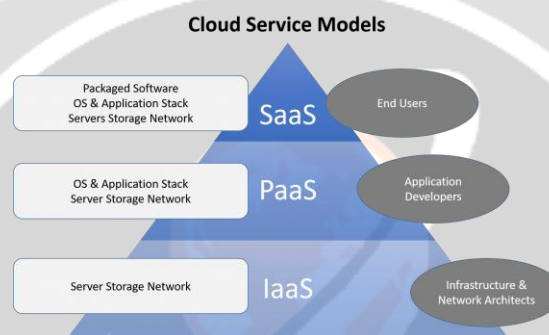 Cloud Service Models
Packaged Software
OS & Application Stack
Servers Storage Network
SaaS
End Users
OS & Application Stack
Server Storage Network
PaaS
Application
Developers
Server Storage Network
IaaS
Infrastructure &
Network Architects